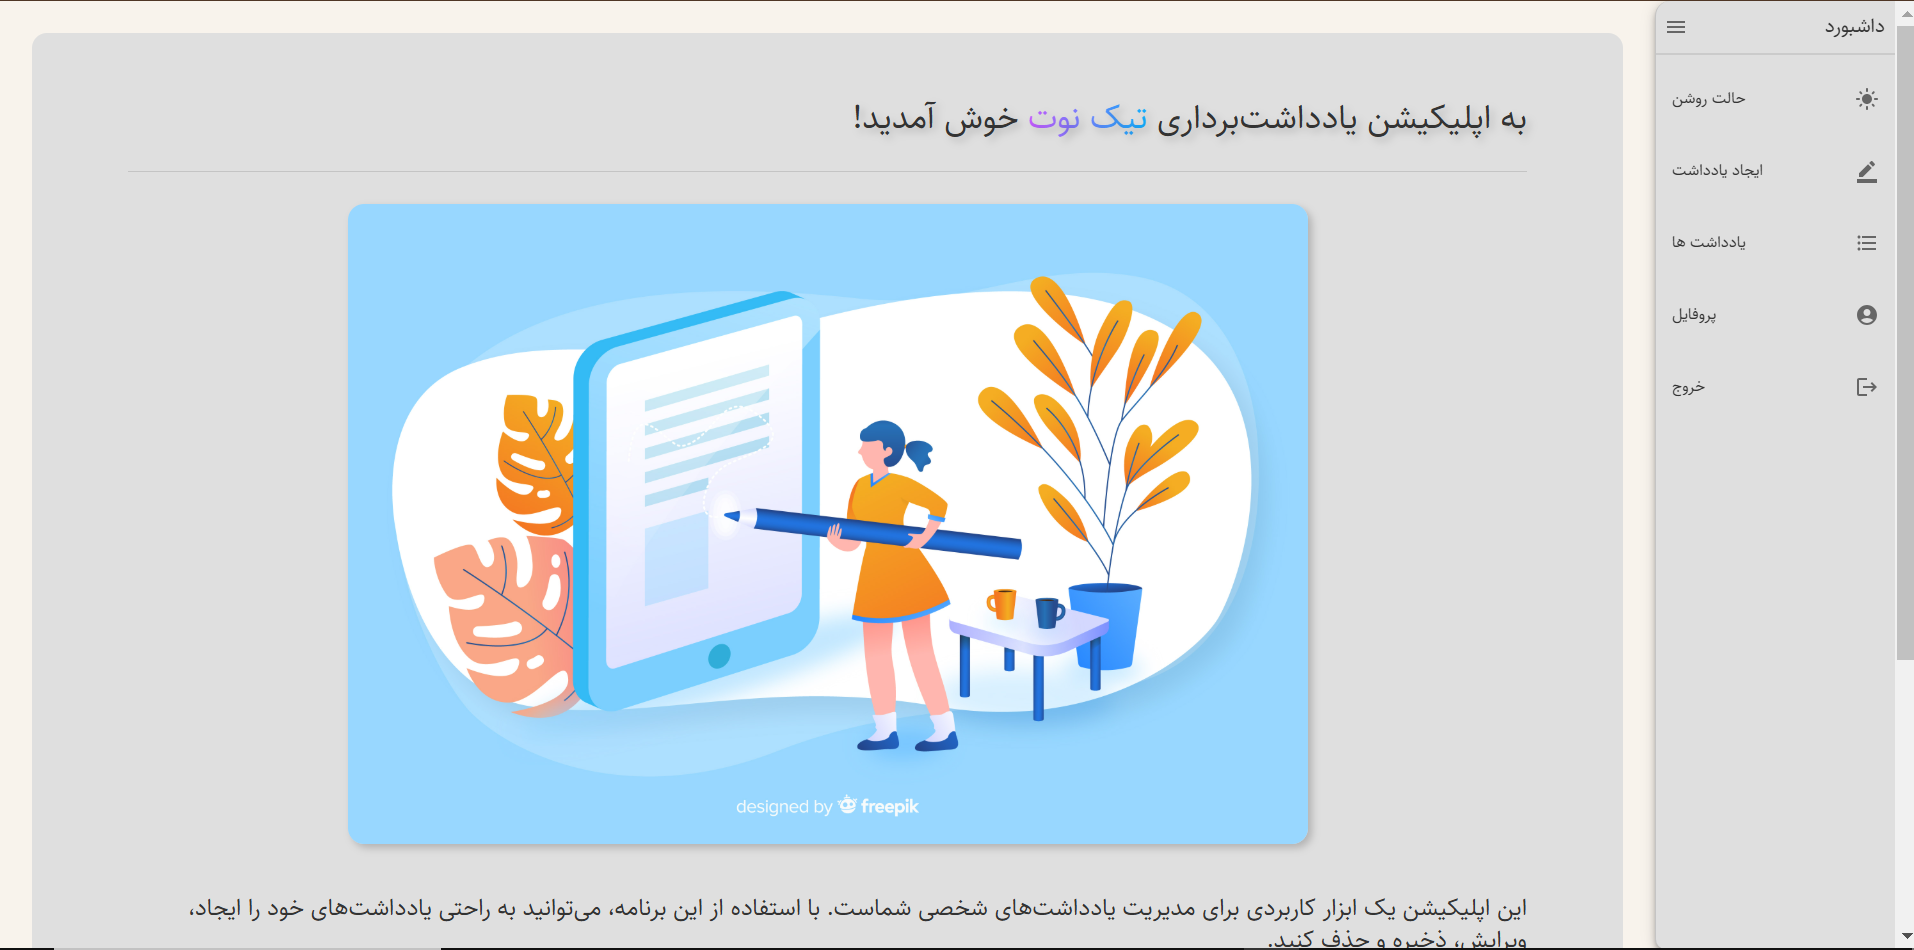 داشبورد
حالت روشن
ایجاد یادداشت
یادداشت ها
پروفایل
خروج
به اپلیکیشن یادداشت‌برداری تیک نوت خوش آمدید!
designed by freepik
این اپلیکیشن یک ابزار کاربردی برای مدیریت یادداشت‌های شخصی شماست. با استفاده از این برنامه، می‌توانید به راحتی یادداشت‌های خود را ایجاد،
ویرایش، ذخیره و حذف کنید.